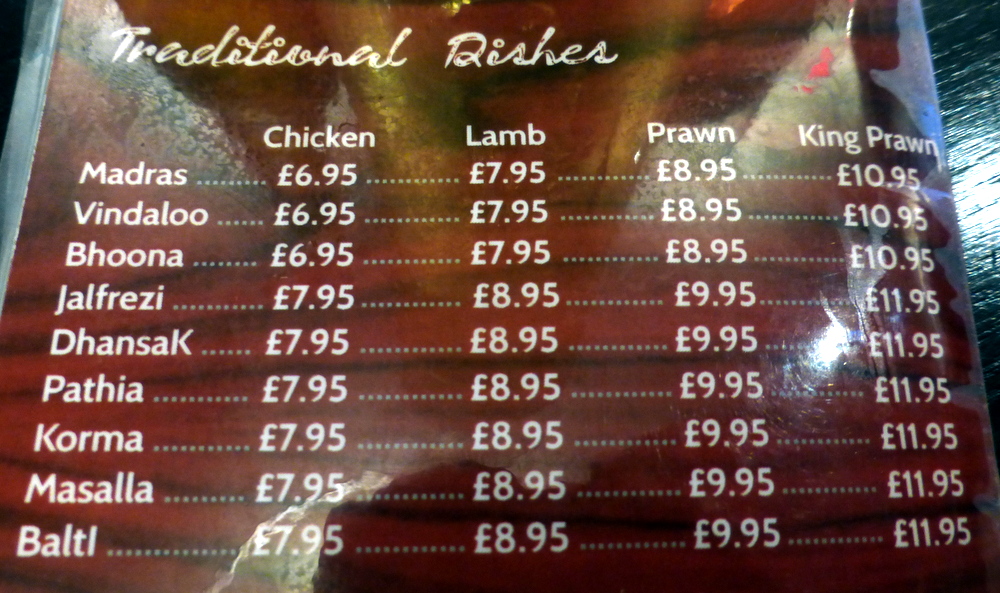 Traditional Dishes
Chicken Lamb Prawn King Prawn
Madras ........ £6.95 ................ £7.95 ................ £8.95 ................ £10.95
Vindaloo ...... £6.95 ................ £7.95 ................ £8.95 ................ £10.95
Bhoona ........ £6.95 ................ £7.95 ................ £8.95 ................ £10.95
Jalfrezi .......... £7.95 ................ £8.95 ................ £9.95 ................ £11.95
DhansaK ...... £7.95 ................ £8.95 ................ £9.95 ................ £11.95
Pathia ............ £7.95 ................ £8.95 ................ £9.95 ................ £11.95
Korma ........... £7.95 ................ £8.95 ................ £9.95 ................ £11.95
Masalla .......... £7.95 ................ £8.95 ................ £9.95 ................ £11.95
BaltI ................ £7.95 ................ £8.95 ................ £9.95 ................ £11.95